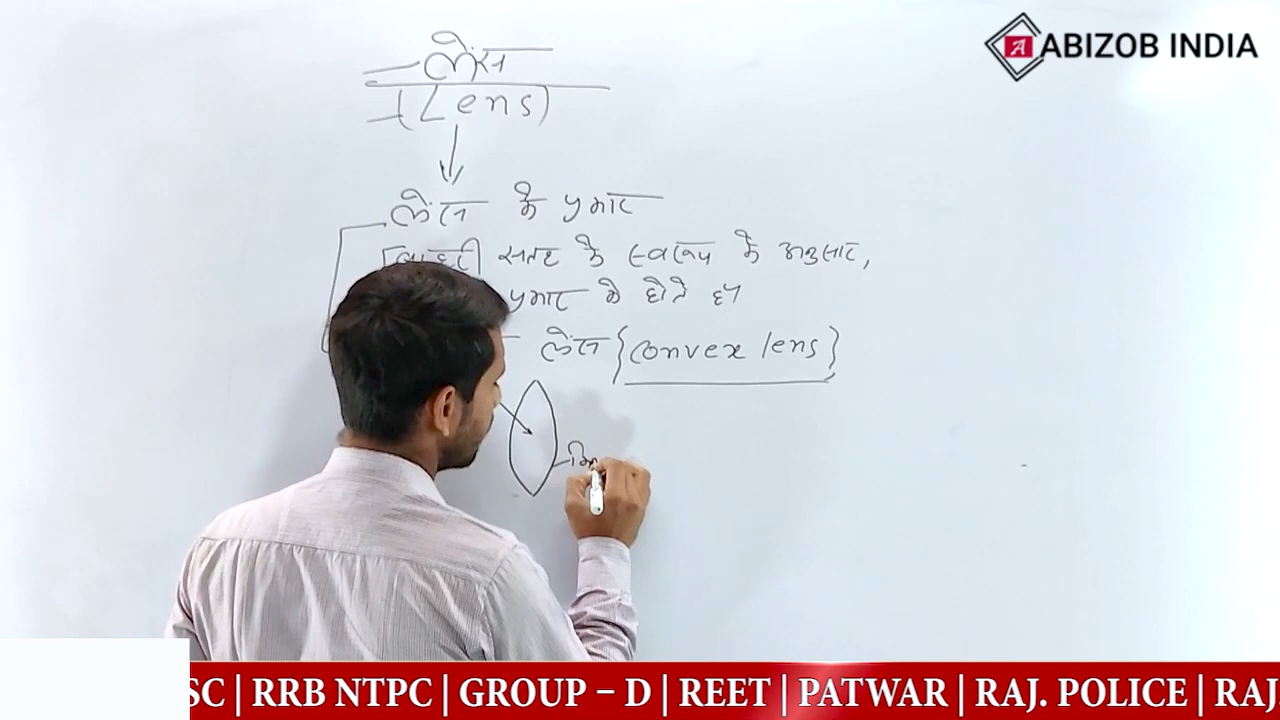 ABIZOB INDIA
लेंस
(Lens)
लेंस के प्रकार
बाहरी सतह के स्वरूप के अनुसार,
प्रकार के होते है
लेंस {convex lens}
SC | RRB NTPC | GROUP – D | REET | PATWAR | RAJ. POLICE | RAJ